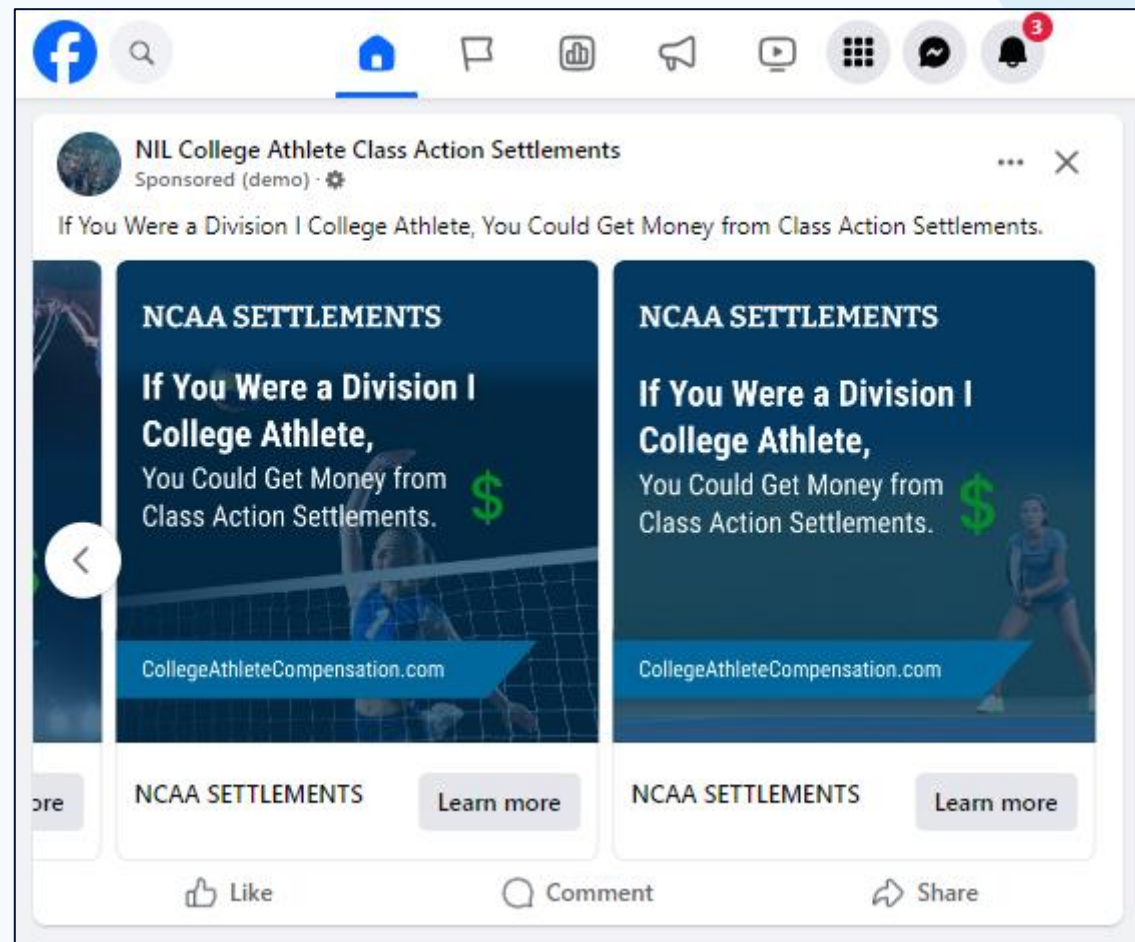 3
NIL College Athlete Class Action Settlements
Sponsored (demo) ·
If You Were a Division I College Athlete, You Could Get Money from Class Action Settlements.
NCAA SETTLEMENTS
If You Were a Division I
College Athlete,
You Could Get Money from
Class Action Settlements.
$
CollegeAthleteCompensation.com
NCAA SETTLEMENTS
Learn more
NCAA SETTLEMENTS
If You Were a Division I
College Athlete,
You Could Get Money from
Class Action Settlements.
$
CollegeAthleteCompensation.com
NCAA SETTLEMENTS
Learn more
ore
Like
Comment
Share